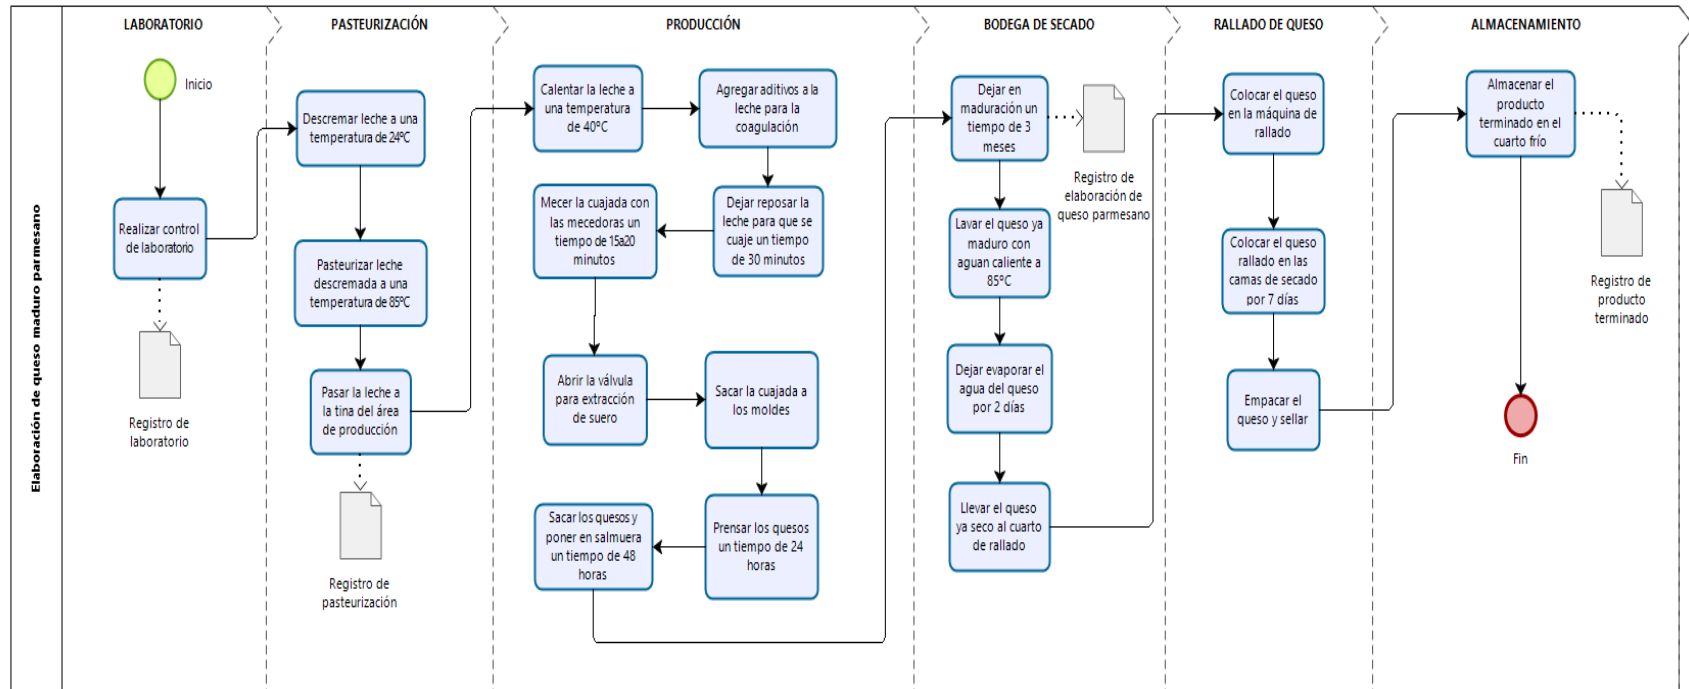 Elaboración de queso maduro parmesano
LABORATORIO
Inicio
Realizar control
de laboratorio
Registro de
laboratorio
PASTEURIZACIÓN
Descremar leche a una
temperatura de 24ºC
Pasteurizar leche
descremada a una
temperatura de 85ºC
Pasar la leche a
la tina del área
de producción
Registro de
pasteurización
PRODUCCIÓN
Calentar la leche a
una temperatura
de 40ºC
Agregar aditivos a la
leche para la
coagulación
Dejar reposar la
leche para que se
cuaje un tiempo
de 30 minutos
Mecer la cuajada con
las mecedoras un
tiempo de 15a20
minutos
Abrir la válvula
para extracción
de suero
Sacar la cuajada a
los moldes
Prensar los quesos
un tiempo de 24
horas
Sacar los quesos y
poner en salmuera
un tiempo de 48
horas
BODEGA DE SECADO
Dejar en
maduración un
tiempo de 3
meses
Registro de
elaboración de
queso parmesano
Lavar el queso ya
maduro con
aguan caliente a
85ºC
Dejar evaporar el
agua del queso
por 2 días
Llevar el queso
ya seco al cuarto
de rallado
RALLADO DE QUESO
Colocar el queso
en la máquina de
rallado
Colocar el queso
rallado en las
camas de secado
por 7 días
Empacar el
queso y sellar
ALMACENAMIENTO
Almacenar el
producto
terminado en el
cuarto frío
Registro de
producto
terminado
Fin